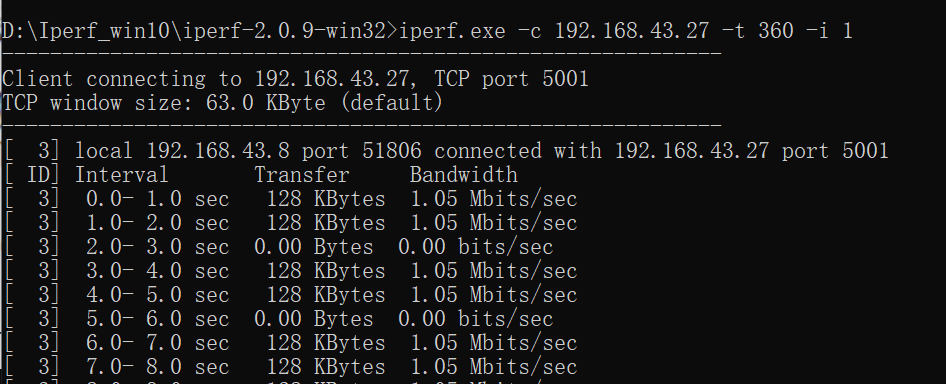 D:\Iperf_win10\iperf-2.0.9-win32>iperf.exe -c 192.168.43.27 -t 360 -i 1
------------------------------------------------------------
Client connecting to 192.168.43.27, TCP port 5001
TCP window size: 63.0 KByte (default)
------------------------------------------------------------
[  3] local 192.168.43.8 port 51806 connected with 192.168.43.27 port 5001
[ ID] Interval       Transfer     Bandwidth
[  3]  0.0- 1.0 sec   128 KBytes  1.05 Mbits/sec
[  3]  1.0- 2.0 sec   128 KBytes  1.05 Mbits/sec
[  3]  2.0- 3.0 sec  0.00 Bytes  0.00 bits/sec
[  3]  3.0- 4.0 sec   128 KBytes  1.05 Mbits/sec
[  3]  4.0- 5.0 sec   128 KBytes  1.05 Mbits/sec
[  3]  5.0- 6.0 sec  0.00 Bytes  0.00 bits/sec
[  3]  6.0- 7.0 sec   128 KBytes  1.05 Mbits/sec
[  3]  7.0- 8.0 sec   128 KBytes  1.05 Mbits/sec